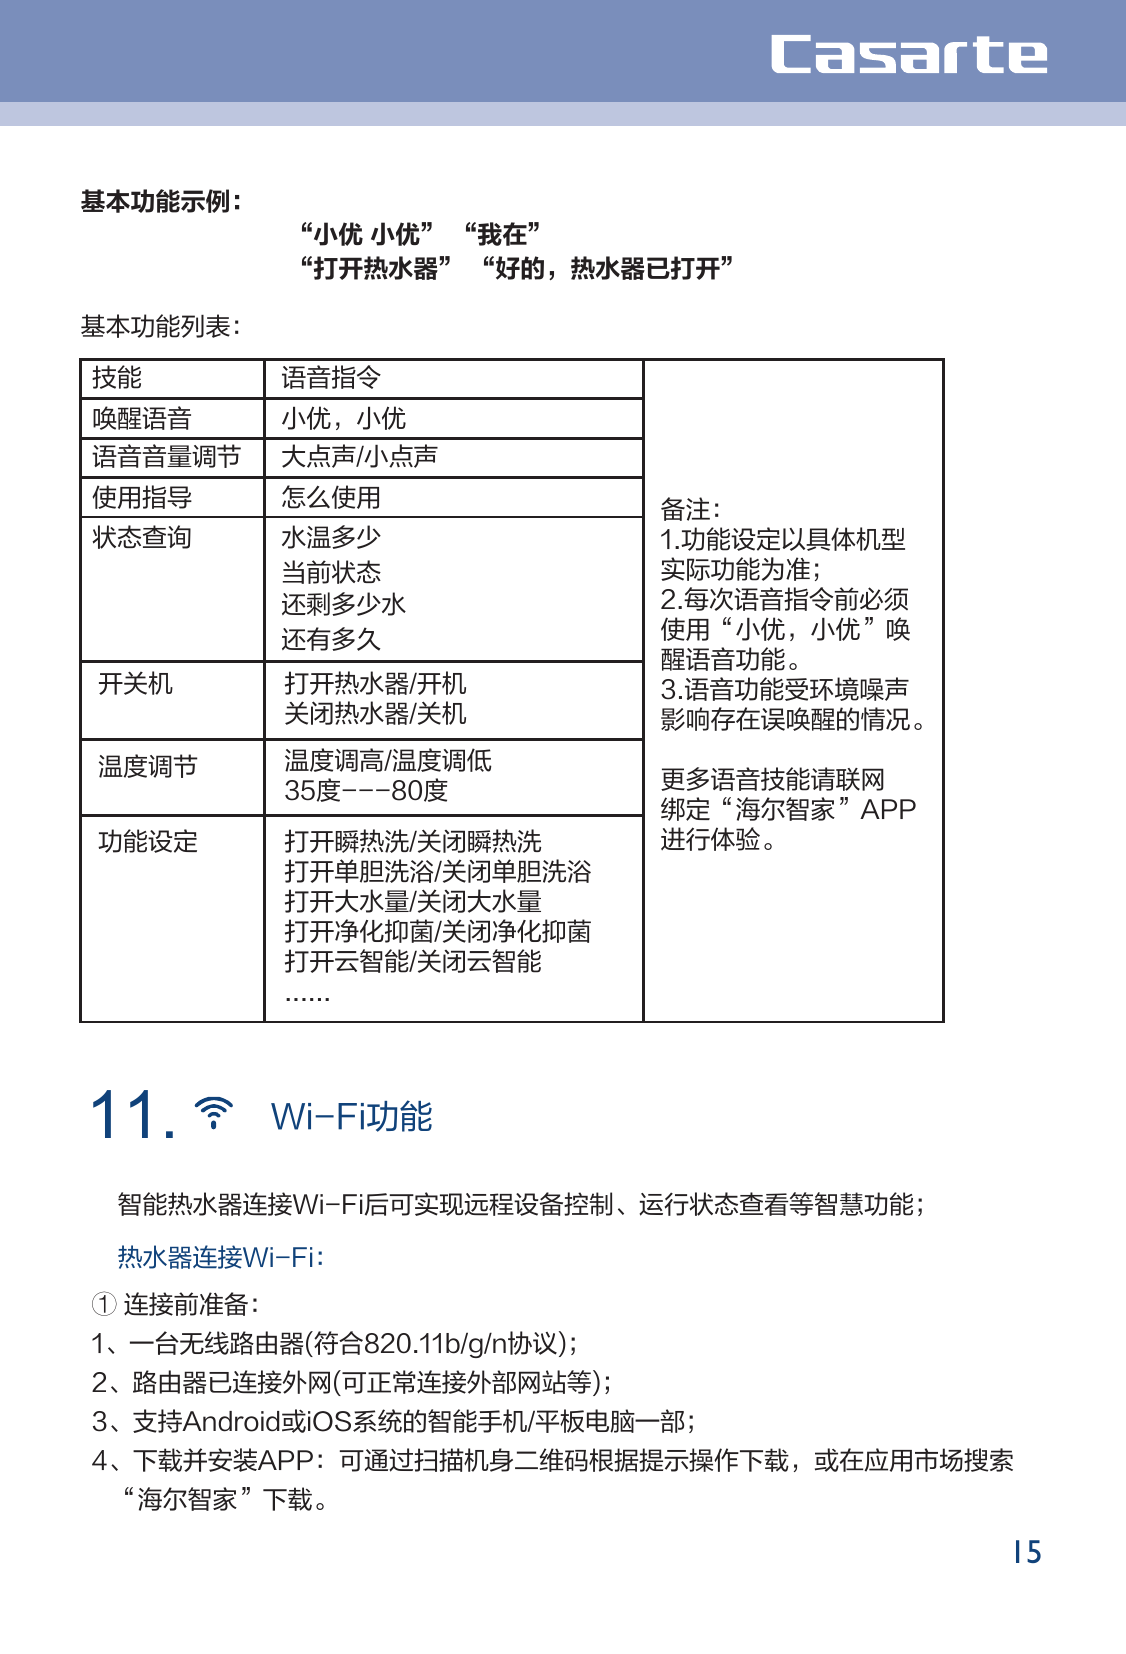 Casarte
基本功能示例：
“小优 小优” “我在”
“打开热水器” “好的，热水器已打开”
基本功能列表：
技能 语音指令
唤醒语音 小优，小优
语音音量调节 大点声/小点声
使用指导 怎么使用
状态查询 水温多少
当前状态
还剩多少水
还有多久
开关机 打开热水器/开机
关闭热水器/关机
温度调节 温度调高/温度调低
35度---80度
功能设定 打开瞬热洗/关闭瞬热洗
打开单胆洗浴/关闭单胆洗浴
打开大水量/关闭大水量
打开净化抑菌/关闭净化抑菌
打开云智能/关闭云智能
······
备注：
1.功能设定以具体机型
实际功能为准；
2.每次语音指令前必须
使用“小优，小优”唤
醒语音功能。
3.语音功能受环境噪声
影响存在误唤醒的情况。
更多语音技能请联网
绑定“海尔智家”APP
进行体验。
11. Wi-Fi功能
智能热水器连接Wi-Fi后可实现远程设备控制、运行状态查看等智慧功能；
热水器连接Wi-Fi：
① 连接前准备：
1、一台无线路由器(符合820.11b/g/n协议)；
2、路由器已连接外网(可正常连接外部网站等)；
3、支持Android或iOS系统的智能手机/平板电脑一部；
4、下载并安装APP：可通过扫描机身二维码根据提示操作下载，或在应用市场搜索
“海尔智家”下载。
15